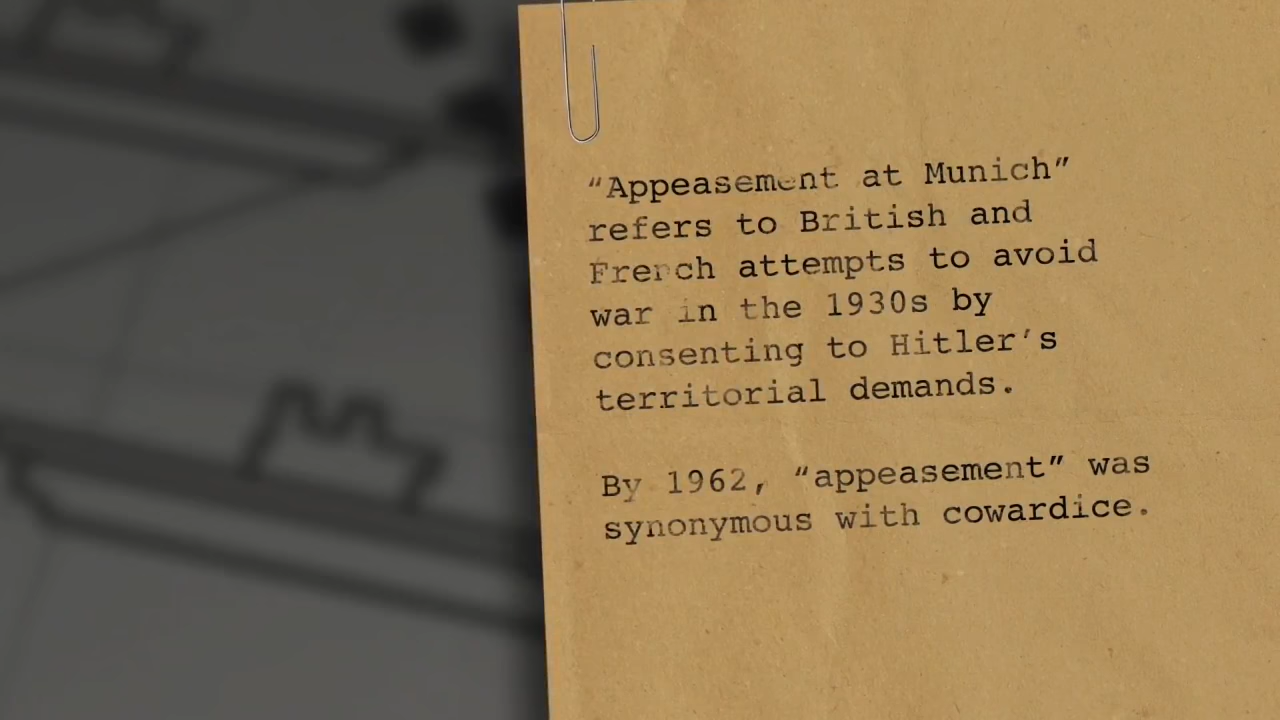 “Appeasement at Munich”
refers to British and
French attempts to avoid
war in the 1930s by
consenting to Hitler’s
territorial demands.
By 1962, “appeasement” was
synonymous with cowardice.